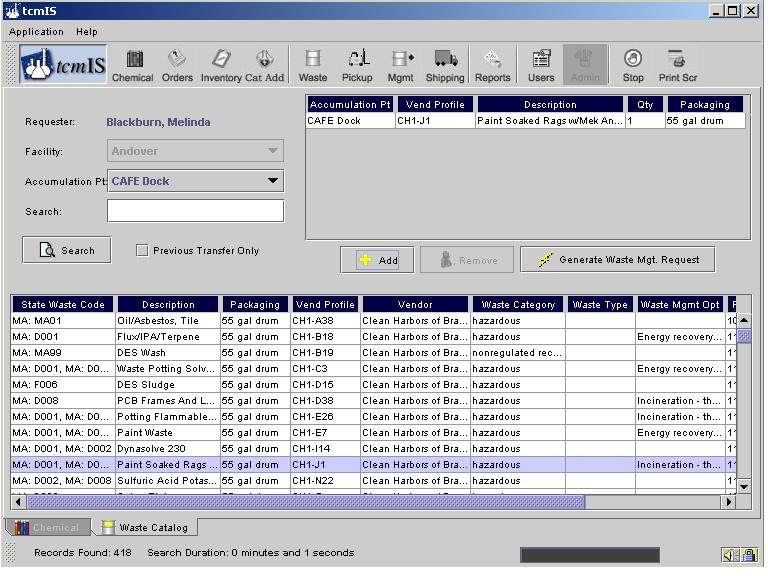 tcmIS
Application Help
tcmIS
Chemical Orders Inventory Cat Add Waste Pickup Mgmt Shipping Reports Users Admin Stop Print Scr
Requester: Blackburn, Melinda
Facility: Andover
Accumulation Pt: CAFE Dock
Search:
Search Previous Transfer Only
Accumulation Pt Vend Profile Description Qty Packaging
CAFE Dock CH1-J1 Paint Soaked Rags w/Mek An... 1 55 gal drum
Add Remove Generate Waste Mgt. Request
State Waste Code Description Packaging Vend Profile Vendor Waste Category Waste Type Waste Mgmt Opt
MA: MA01 Oil/Asbestos, Tile 55 gal drum CH1-A38 Clean Harbors of Bra... hazardous 10
MA: D001 Flux/IPA/Terpene 55 gal drum CH1-B18 Clean Harbors of Bra... hazardous Energy recovery... 11
MA: MA99 DES Wash 55 gal drum CH1-B19 Clean Harbors of Bra... nonregulated rec... 11
MA: D001, MA: D0... Waste Potting Solv... 55 gal drum CH1-C3 Clean Harbors of Bra... hazardous Energy recovery... 11
MA: F006 DES Sludge 55 gal drum CH1-D15 Clean Harbors of Bra... hazardous 11
MA: D008 PCB Frames And L... 55 gal drum CH1-D38 Clean Harbors of Bra... hazardous Incineration - th... 11
MA: D001, MA: D0... Potting Flammable... 55 gal drum CH1-E26 Clean Harbors of Bra... hazardous Incineration - th... 11
MA: D001, MA: D0... Paint Waste 55 gal drum CH1-E7 Clean Harbors of Bra... hazardous Energy recovery... 11
MA: D001, MA: D002 Dynasolve 230 55 gal drum CH1-I14 Clean Harbors of Bra... hazardous 11
MA: D001, MA: D0... Paint Soaked Rags ... 55 gal drum CH1-J1 Clean Harbors of Bra... hazardous Incineration - th... 11
MA: D002, MA: D008 Sulfuric Acid Potas... 55 gal drum CH1-N22 Clean Harbors of Bra... hazardous 11
Chemical Waste Catalog
Records Found: 418 Search Duration: 0 minutes and 1 seconds